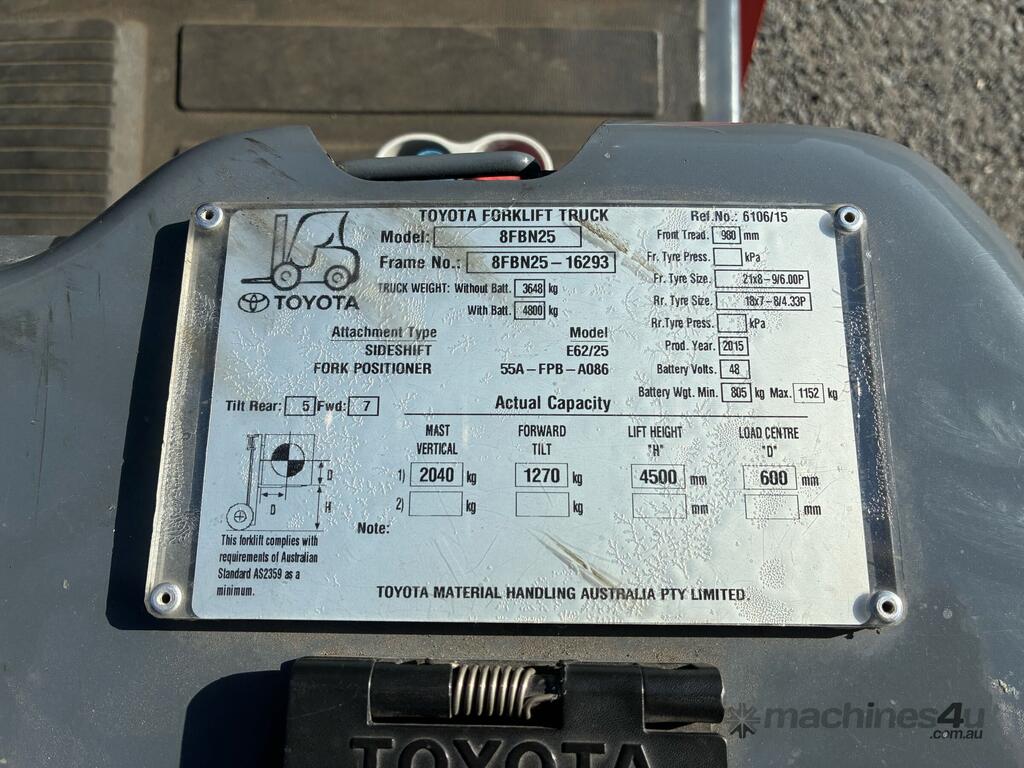 TOYOTA FORKLIFT TRUCK
Ref.No.: 6106/15
Model: 8FBN25
Front Tread. 980 mm
Frame No.: 8FBN25-16293
Fr. Tyre Press. kPa
TOYOTA
TRUCK WEIGHT: Without Batt. 3648 kg
Fr. Tyre Size. 21x8-9/6.00P
With Batt. 4800 kg
Rr. Tyre Size. 18x7-8/4.33P
Rr.Tyre Press. kPa
Attachment Type Model
Prod. Year. 2015
SIDESHIFT E62/25
Battery Volts. 48
FORK POSITIONER 55A-FPB-A086
Battery Wgt. Min. 805 kg Max. 1152 kg
Tilt Rear: 5 Fwd: 7
Actual Capacity
MAST VERTICAL FORWARD TILT LIFT HEIGHT "H" LOAD CENTRE "D"
1) 2040 kg 1270 kg 4500 mm 600 mm
2) kg kg mm mm
D
D H
Note:
This forklift complies with
requirements of Australian
Standard AS2359 as a
minimum.
TOYOTA MATERIAL HANDLING AUSTRALIA PTY LIMITED.
TOYOTA
machines4u
.com.au